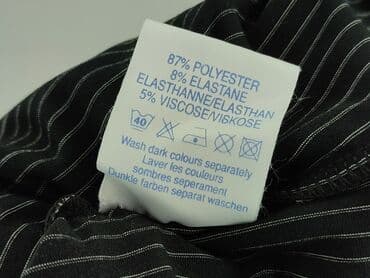 87% POLYESTER
8% ELASTANE
ELASTHANNE/ELASTHAN
5% VISCOSE/VISKOSE
40
Wash dark colours separately
Laver les couleurs
sombres seperament
Dunkle farben separat waschen